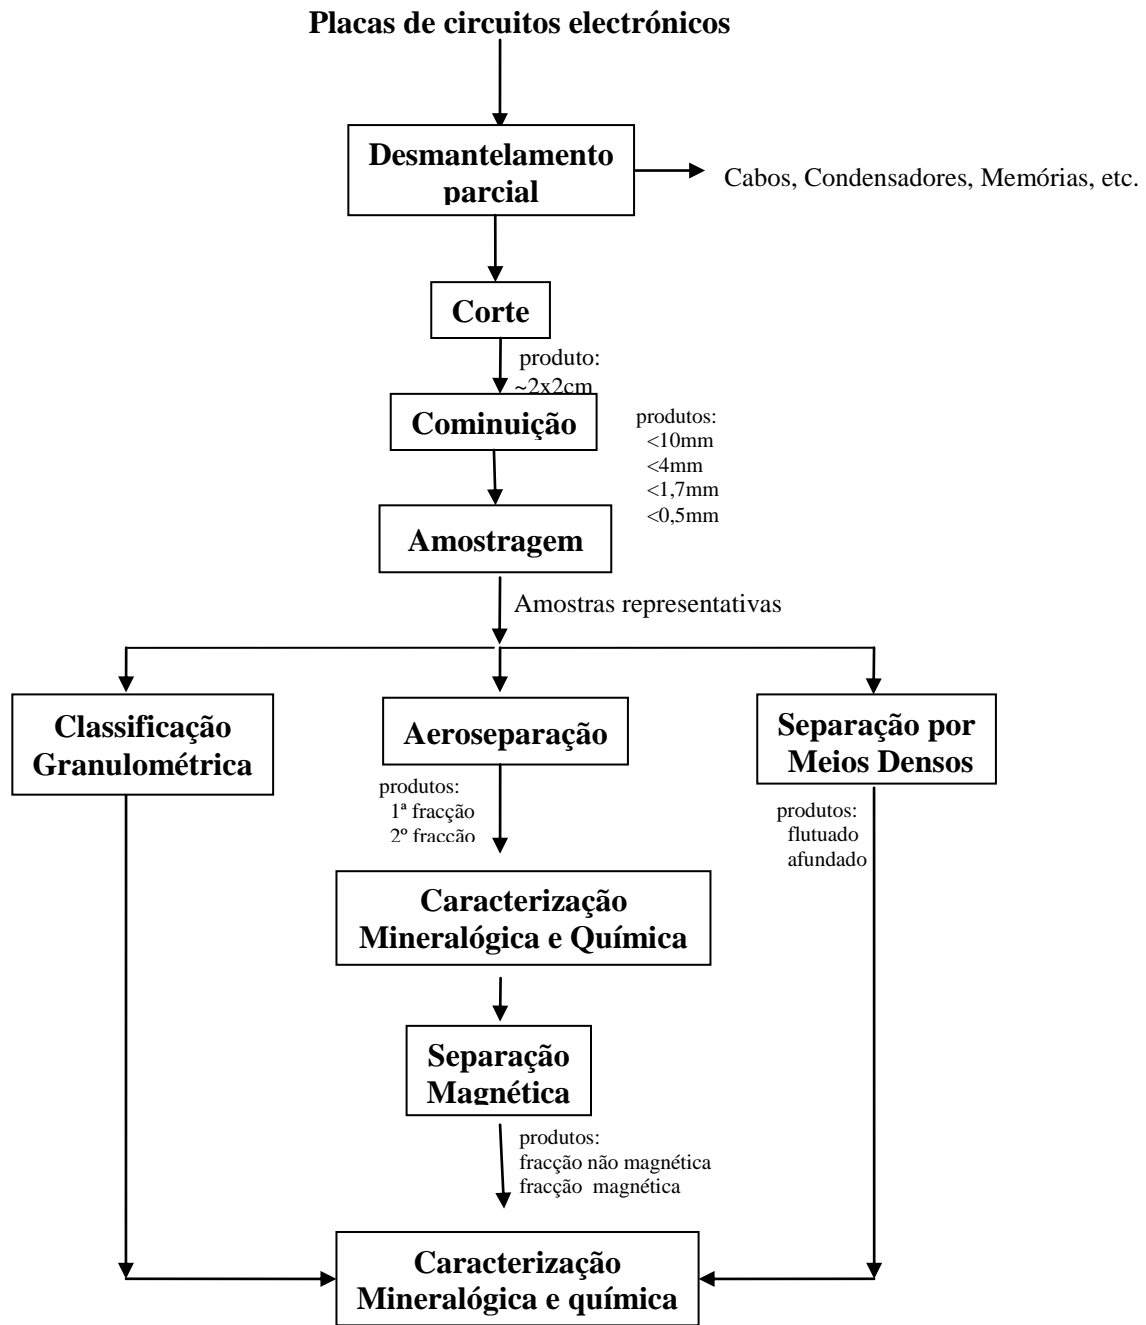 Placas de circuitos electrónicos
Desmantelamento
parcial
Cabos, Condensadores, Memórias, etc.
Corte
produto:
~2x2cm
Cominuição
produtos:
<10mm
<4mm
<1,7mm
<0,5mm
Amostragem
Amostras representativas
Classificação
Granulométrica
Aeroseparação
Separação por
Meios Densos
produtos:
1ª fracção
2º fracção
produtos:
flutuado
afundado
Caracterização
Mineralógica e Química
Separação
Magnética
produtos:
fracção não magnética
fracção magnética
Caracterização
Mineralógica e química